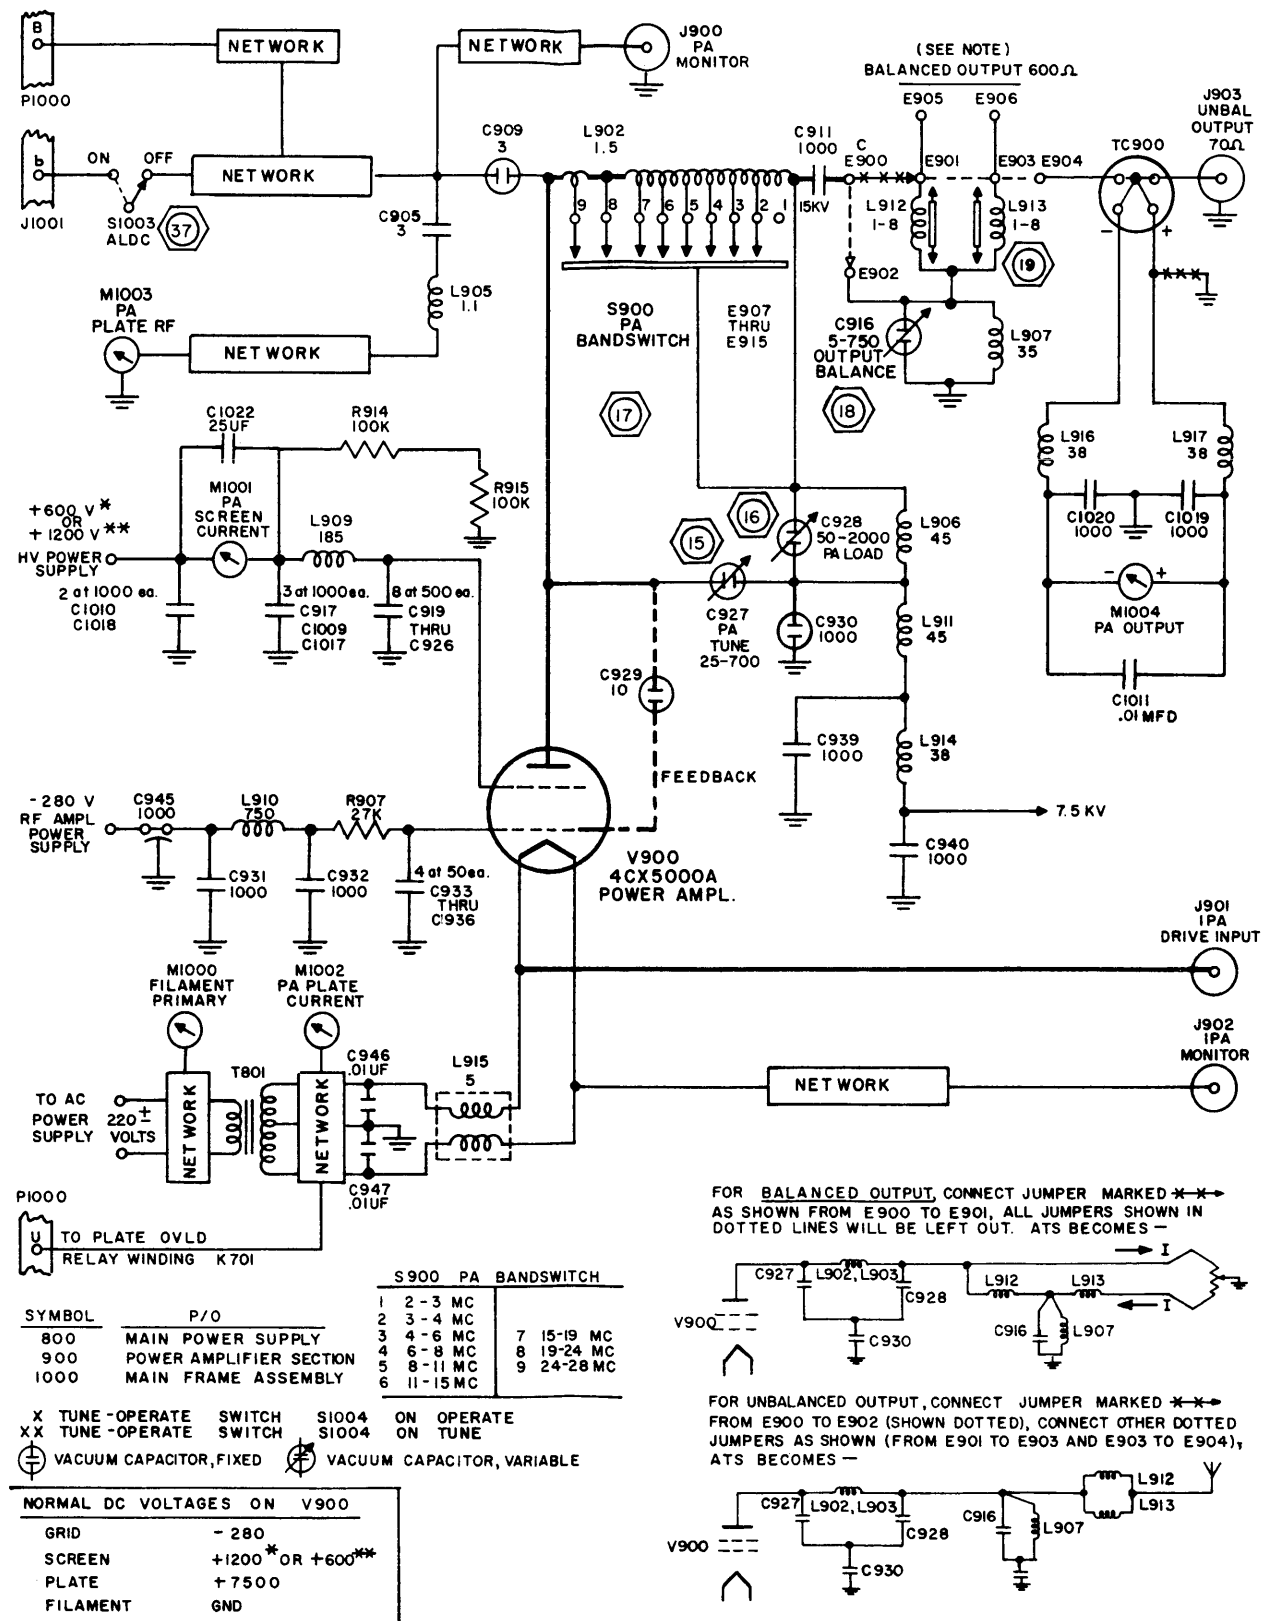 B
P1000
NETWORK
NETWORK
J900
PA
MONITOR
(SEE NOTE)
BALANCED OUTPUT 600Ω
E905
E906
J903
UNBAL
OUTPUT
70Ω
b
J1001
ON
OFF
S1003
ALDC
37
NETWORK
C909
3
L902
1.5
C911
1000
15KV
C
E900
E901
E903
E904
TC900
- +
9 8 7 6 5 4 3 2 1
L912
1-8
L913
1-8
19
E902
C905
3
L905
1.1
M1003
PA
PLATE RF
NETWORK
S900
PA
BANDSWITCH
E907
THRU
E915
C916
5-750
OUTPUT
BALANCE
L907
35
17
18
C1022
25UF
R914
100K
R915
100K
L916
38
L917
38
C1020
1000
C1019
1000
- +
M1004
PA OUTPUT
C1011
.01MFD
+600 V *
OR
+1200 V **
HV POWER
SUPPLY
M1001
PA
SCREEN
CURRENT
L909
185
2 at 1000 ea.
C1010
C1018
3 at 1000 ea.
C917
C1009
C1017
8 at 500 ea.
C919
THRU
C926
15
16
C928
50-2000
PA LOAD
L906
45
C927
PA
TUNE
25-700
C930
1000
L911
45
C929
10
C939
1000
L914
38
FEEDBACK
7.5 KV
C940
1000
-280 V
RF AMPL
POWER
SUPPLY
C945
1000
L910
750
R907
27K
C931
1000
C932
1000
4 at 50ea.
C933
THRU
C936
V900
4CX5000A
POWER AMPL.
J901
IPA
DRIVE INPUT
J902
IPA
MONITOR
NETWORK
M1000
FILAMENT
PRIMARY
M1002
PA PLATE
CURRENT
TO AC
POWER
SUPPLY
220±
VOLTS
NETWORK
T801
NETWORK
C946
.01UF
C947
.01UF
L915
5
P1000
U
TO PLATE OVLD
RELAY WINDING K701
S900 PA BANDSWITCH
1 2-3 MC
2 3-4 MC
3 4-6 MC
4 6-8 MC
5 8-11 MC
6 11-15MC
7 15-19 MC
8 19-24 MC
9 24-28 MC
SYMBOL P/O
800 MAIN POWER SUPPLY
900 POWER AMPLIFIER SECTION
1000 MAIN FRAME ASSEMBLY
X TUNE-OPERATE SWITCH S1004 ON OPERATE
XX TUNE-OPERATE SWITCH S1004 ON TUNE
VACUUM CAPACITOR, FIXED
VACUUM CAPACITOR, VARIABLE
NORMAL DC VOLTAGES ON V900
GRID -280
SCREEN +1200* OR +600**
PLATE +7500
FILAMENT GND
FOR BALANCED OUTPUT, CONNECT JUMPER MARKED X X
AS SHOWN FROM E900 TO E901, ALL JUMPERS SHOWN IN
DOTTED LINES WILL BE LEFT OUT. ATS BECOMES —
C927
L902, L903
C928
C930
V900
L912
L913
C916
L907
I
I
FOR UNBALANCED OUTPUT, CONNECT JUMPER MARKED X X
FROM E900 TO E902 (SHOWN DOTTED), CONNECT OTHER DOTTED
JUMPERS AS SHOWN (FROM E901 TO E903 AND E903 TO E904),
ATS BECOMES —
C927
L902, L903
C928
C930
V900
C916
L907
L912
L913